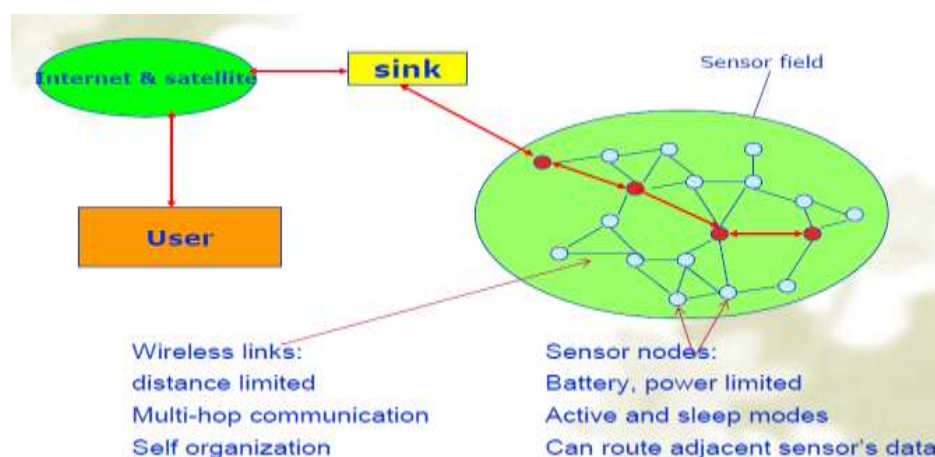 Internet & satellite
sink
Sensor field
User
Wireless links:
distance limited
Multi-hop communication
Self organization
Sensor nodes:
Battery, power limited
Active and sleep modes
Can route adjacent sensor's data